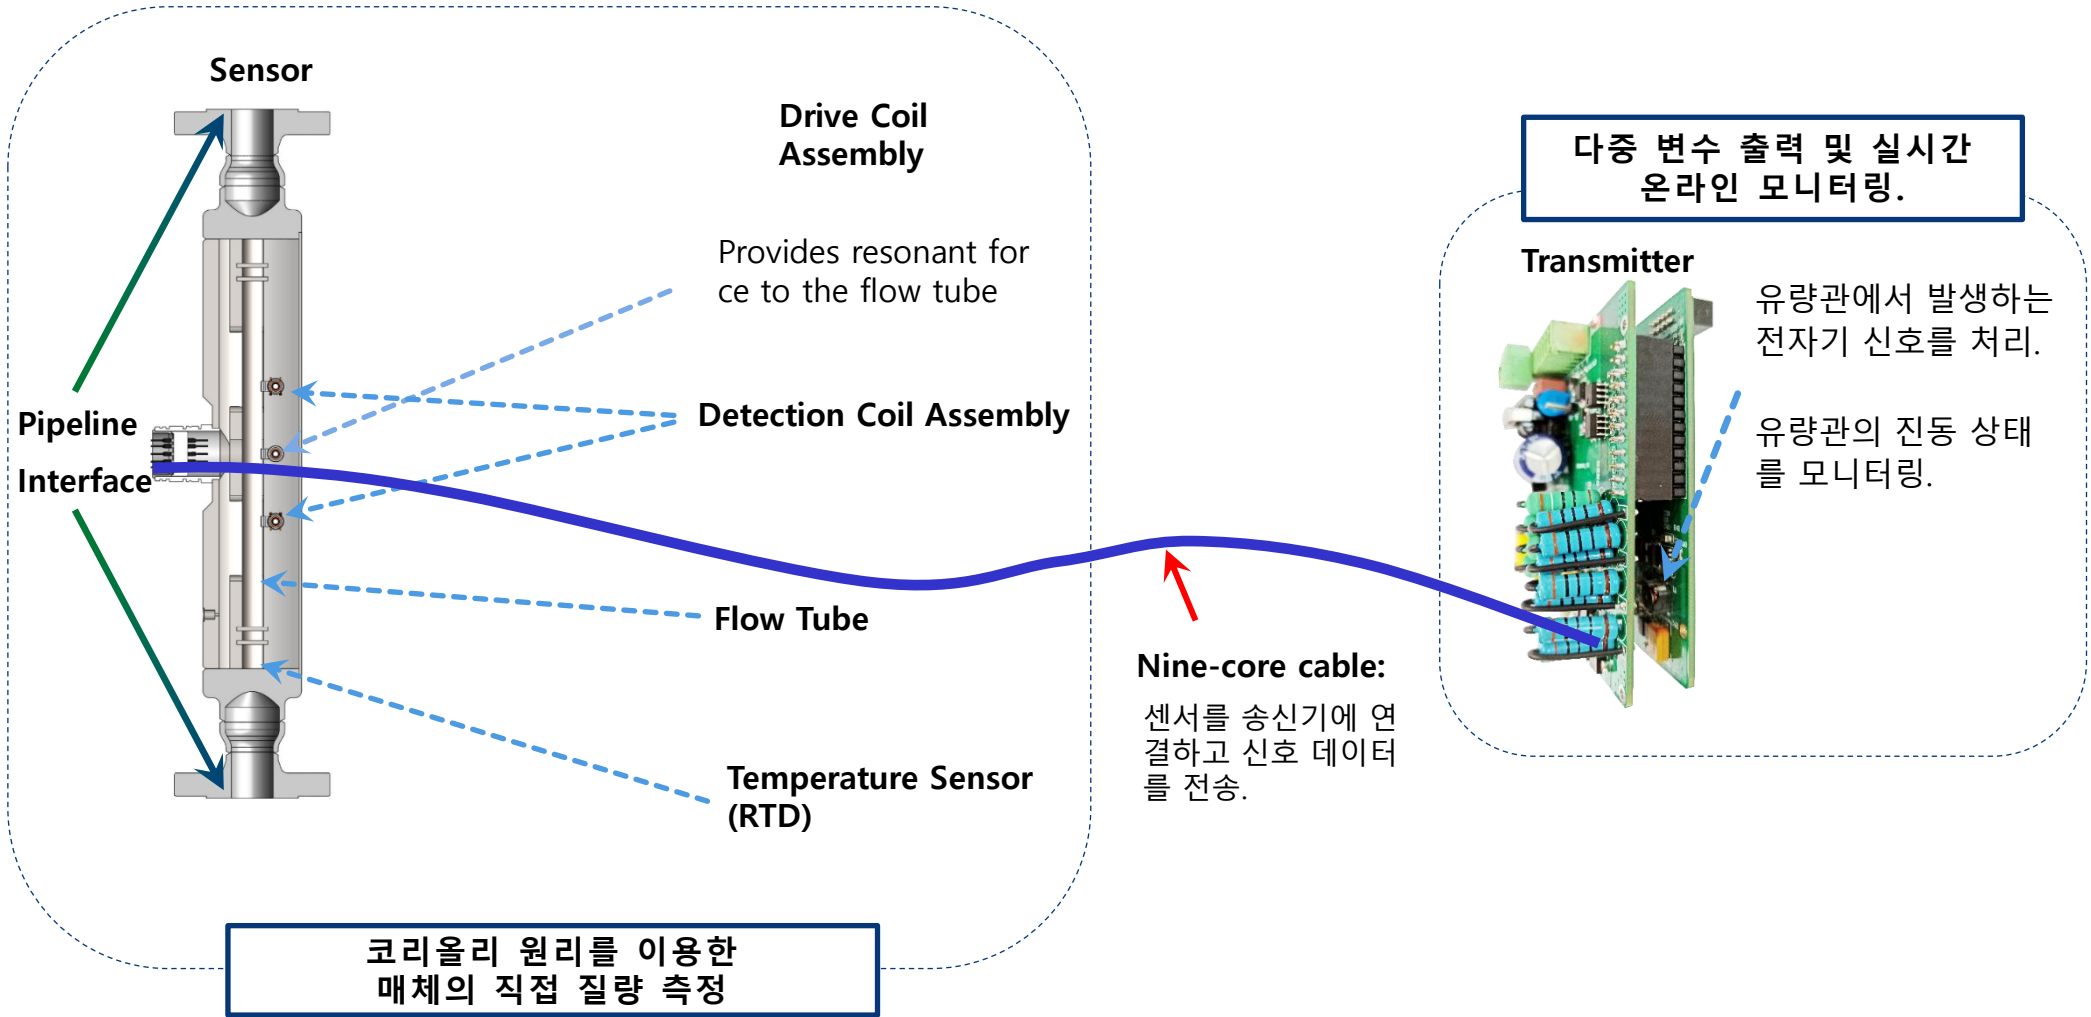 Sensor
Drive Coil
Assembly
Provides resonant for
ce to the flow tube
Detection Coil Assembly
Pipeline
Interface
Flow Tube
Temperature Sensor
(RTD)
코리올리 원리를 이용한
매체의 직접 질량 측정
Nine-core cable:
센서를 송신기에 연
결하고 신호 데이터
를 전송.
다중 변수 출력 및 실시간
온라인 모니터링.
Transmitter
유량관에서 발생하는
전자기 신호를 처리.
유량관의 진동 상태
를 모니터링.